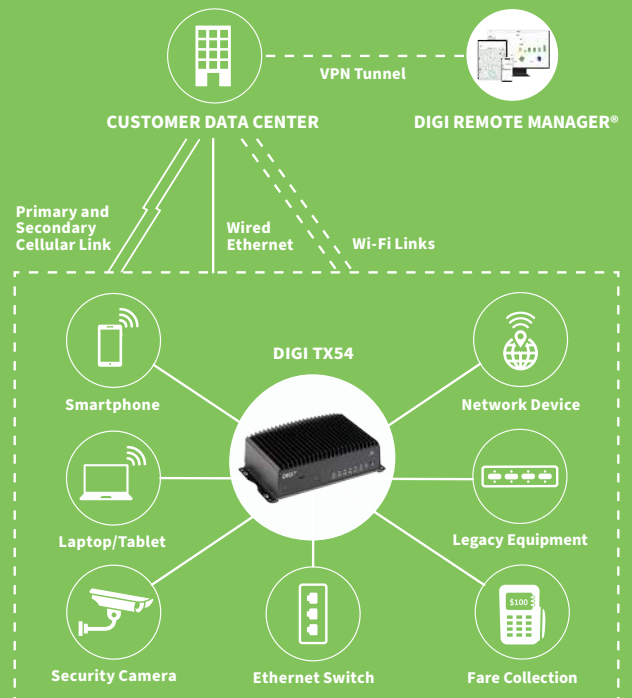 VPN Tunnel
CUSTOMER DATA CENTER
DIGI REMOTE MANAGER®
Primary and
Secondary
Cellular Link
Wired
Ethernet
Wi-Fi Links
DIGI TX54
Smartphone
Network Device
DIGI
Laptop/Tablet
Legacy Equipment
$100
Security Camera
Ethernet Switch
Fare Collection